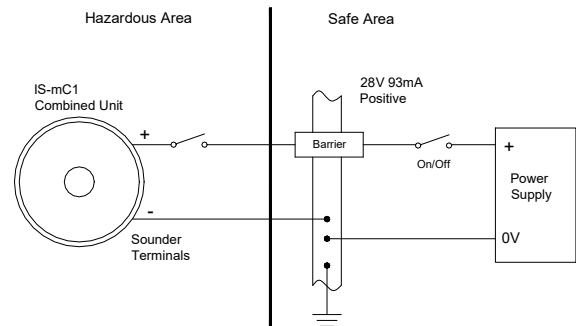 Hazardous Area
Safe Area
IS-mC1
Combined Unit
28V 93mA
Positive
+
Barrier
On/Off
+
Power
Supply
-
Sounder
Terminals
0V